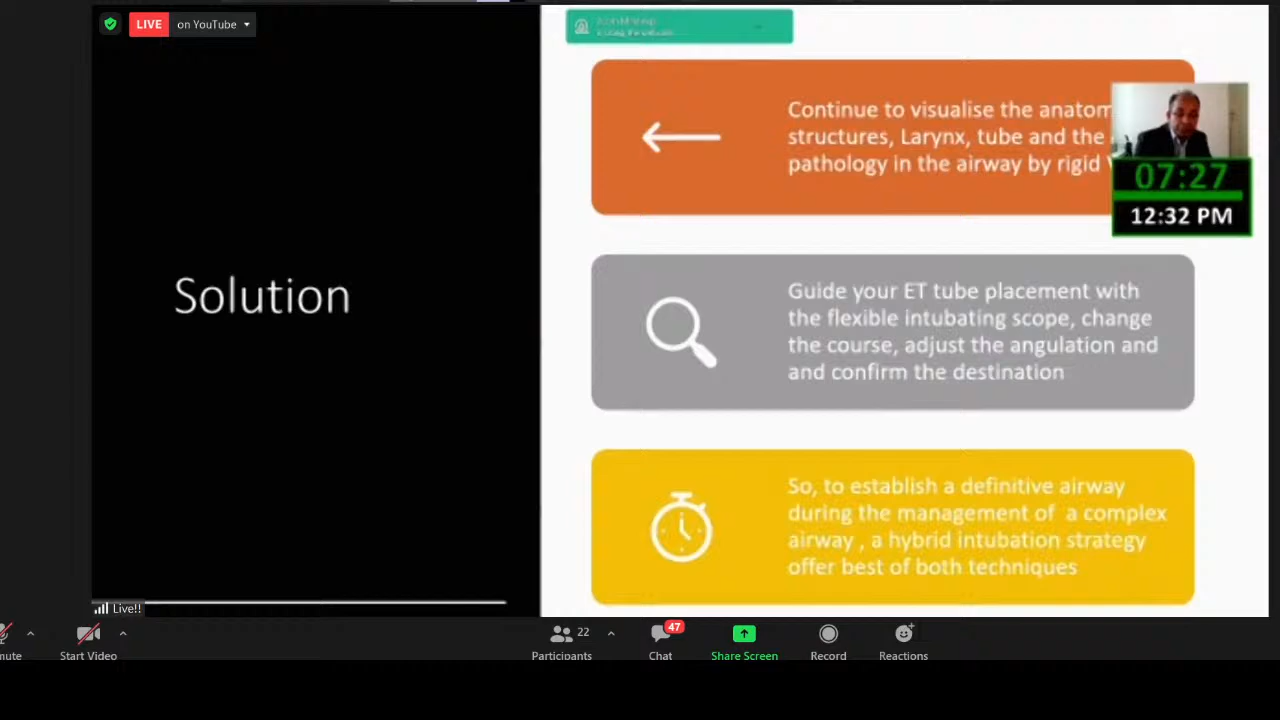 LIVE on YouTube
Continue to visualise the
structures, Larynx, tube and the
pathology in the airway by rigid
07:27
12:32 PM
Solution
Guide your ET tube placement with
the flexible intubating scope, change
the course, adjust the angulation and
and confirm the destination
So, to establish a definitive airway
during the management of a complex
airway , a hybrid intubation strategy
offer best of both techniques
Live!!
22
47
mute
Start Video
Participants
Chat
Share Screen
Record
Reactions